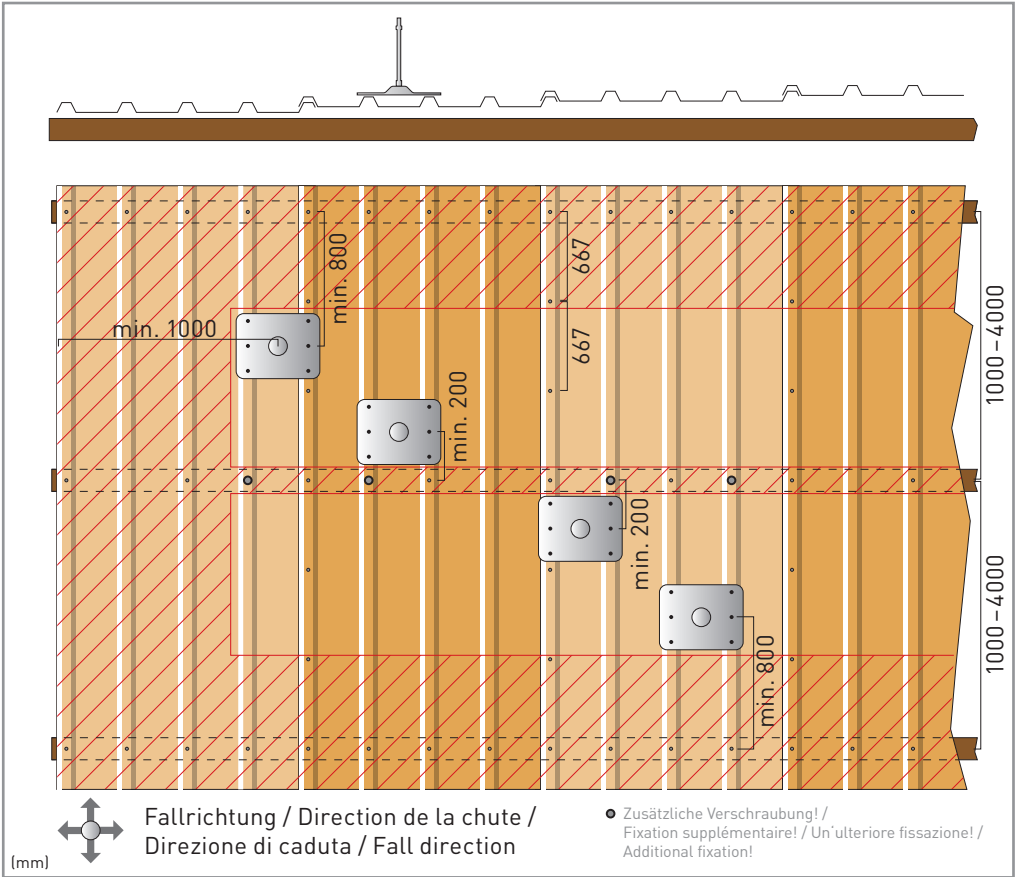 min. 1000
min. 800
667
667
min. 200
min. 200
min. 800
1000–4000
1000–4000
Fallrichtung / Direction de la chute /
Direzione di caduta / Fall direction
Zusätzliche Verschraubung! /
Fixation supplémentaire! / Un'ulteriore fissazione! /
Additional fixation!
(mm)